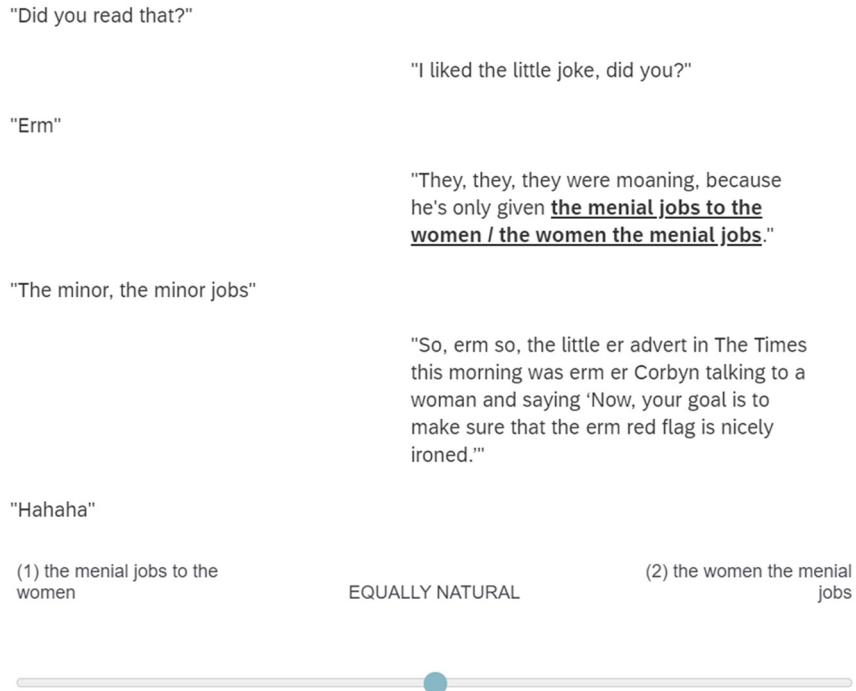 "Did you read that?"
"I liked the little joke, did you?"
"Erm"
"They, they, they were moaning, because
he's only given the menial jobs to the
women / the women the menial jobs."
"The minor, the minor jobs"
"So, erm so, the little er advert in The Times
this morning was erm er Corbyn talking to a
woman and saying ‘Now, your goal is to
make sure that the erm red flag is nicely
ironed.’"
"Hahaha"
(1) the menial jobs to the
women
EQUALLY NATURAL
(2) the women the menial
jobs